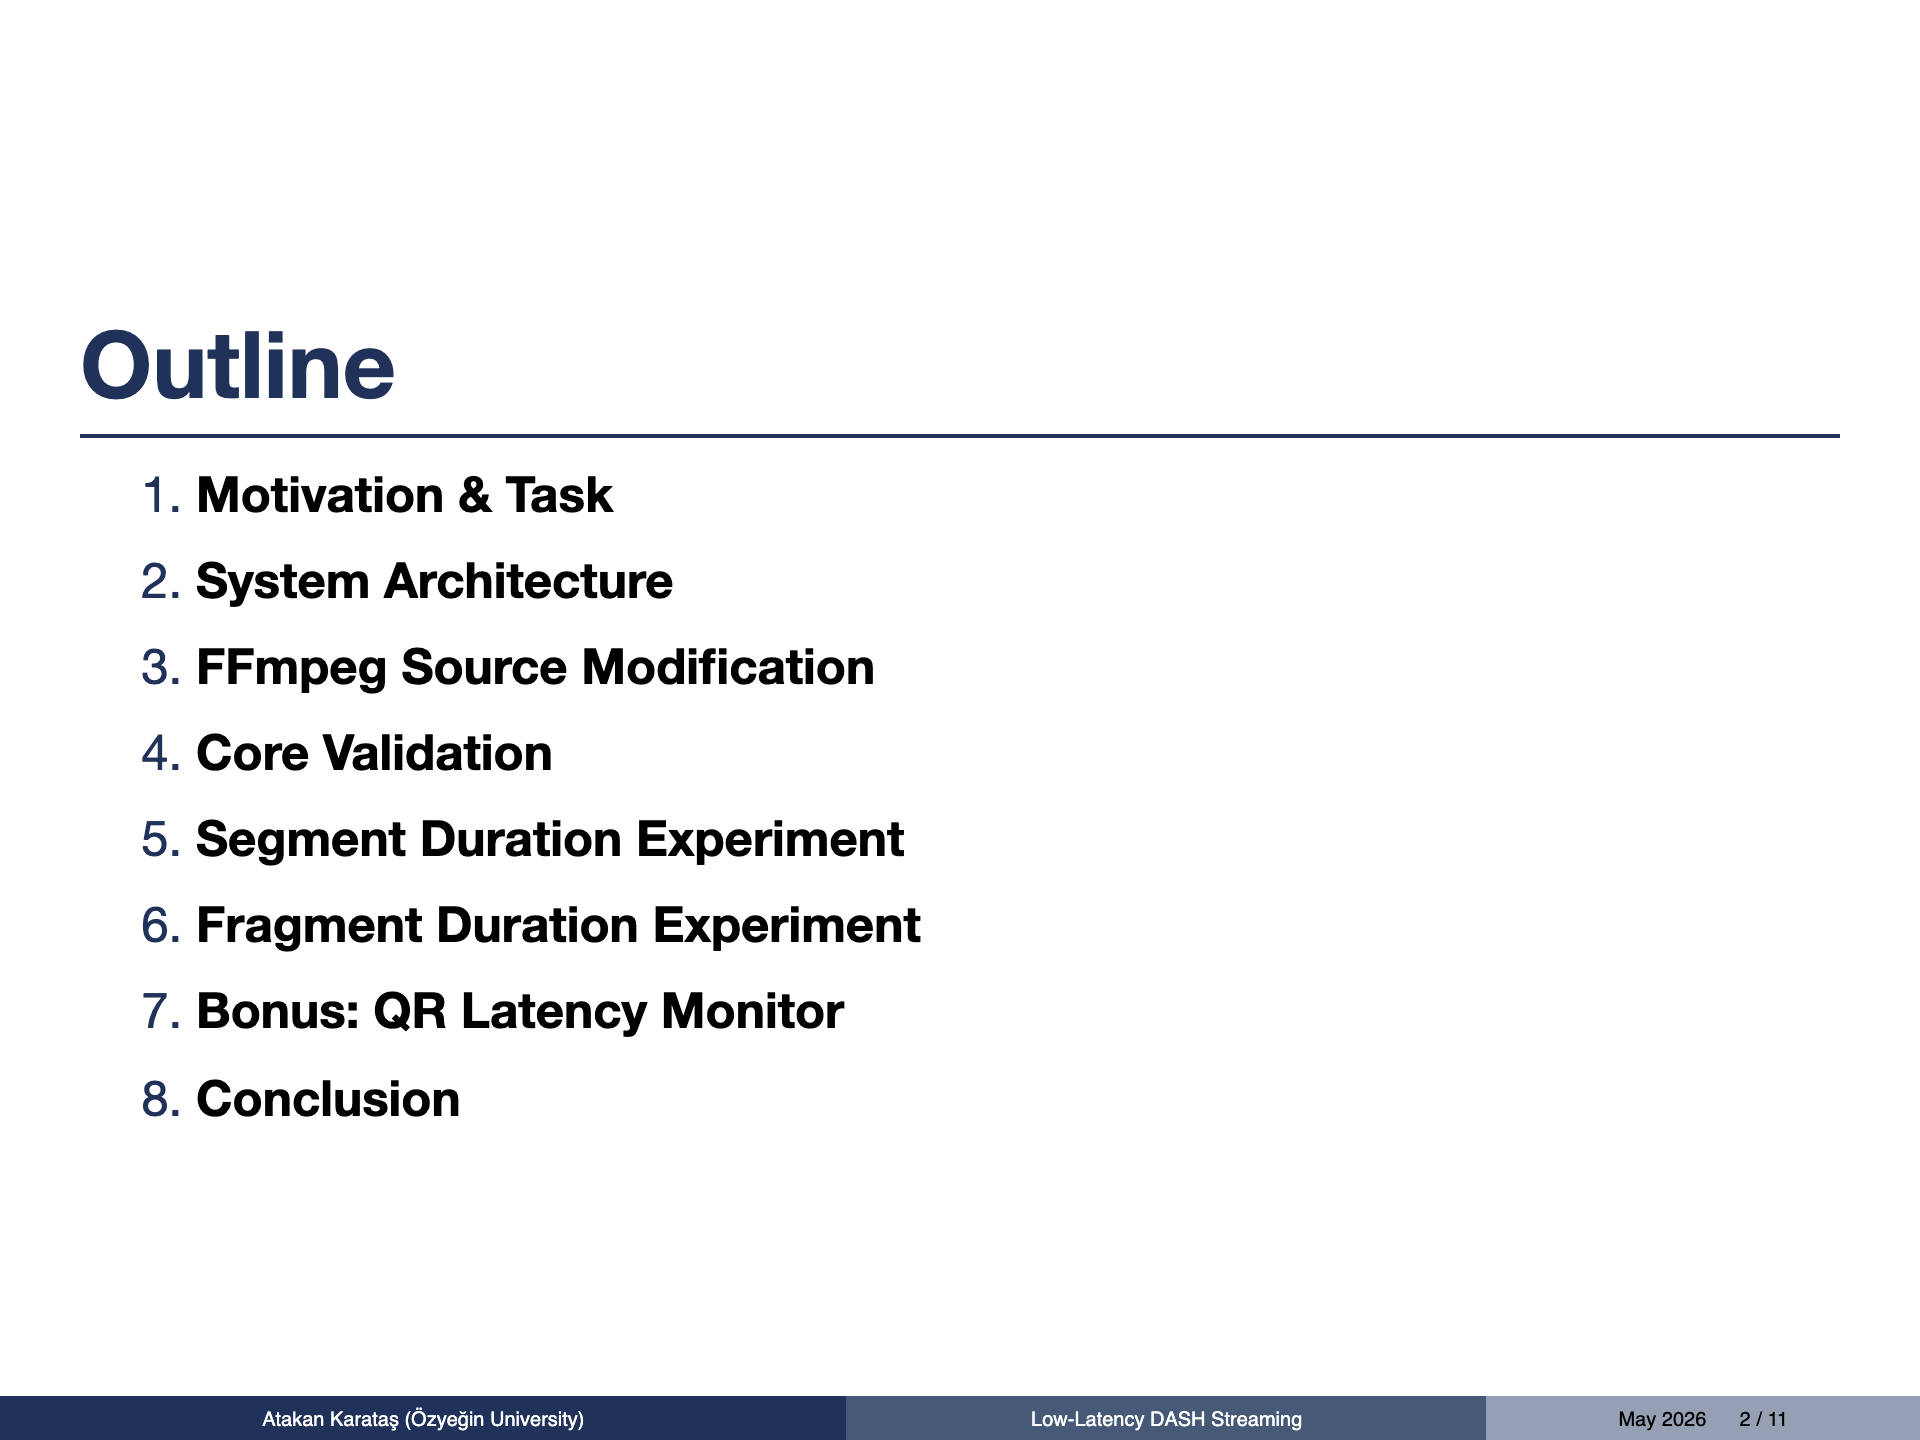 Outline
1. Motivation & Task
2. System Architecture
3. FFmpeg Source Modification
4. Core Validation
5. Segment Duration Experiment
6. Fragment Duration Experiment
7. Bonus: QR Latency Monitor
8. Conclusion
Atakan Karataş (Özyeğin University) Low-Latency DASH Streaming May 2026 2 / 11